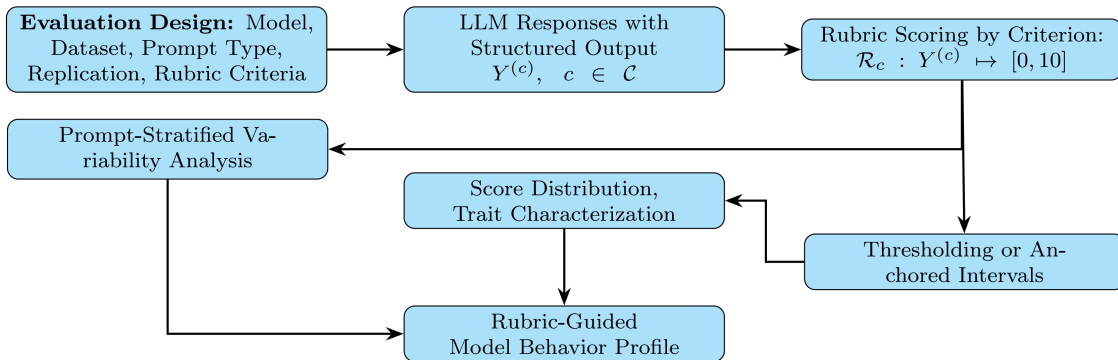 Evaluation Design: Model,
Dataset, Prompt Type,
Replication, Rubric Criteria
LLM Responses with
Structured Output
Y^{(c)}, c ∈ 𝒞
Rubric Scoring by Criterion:
ℛ_c : Y^{(c)} ↦ [0, 10]
Prompt-Stratified Va-
riability Analysis
Score Distribution,
Trait Characterization
Thresholding or An-
chored Intervals
Rubric-Guided
Model Behavior Profile